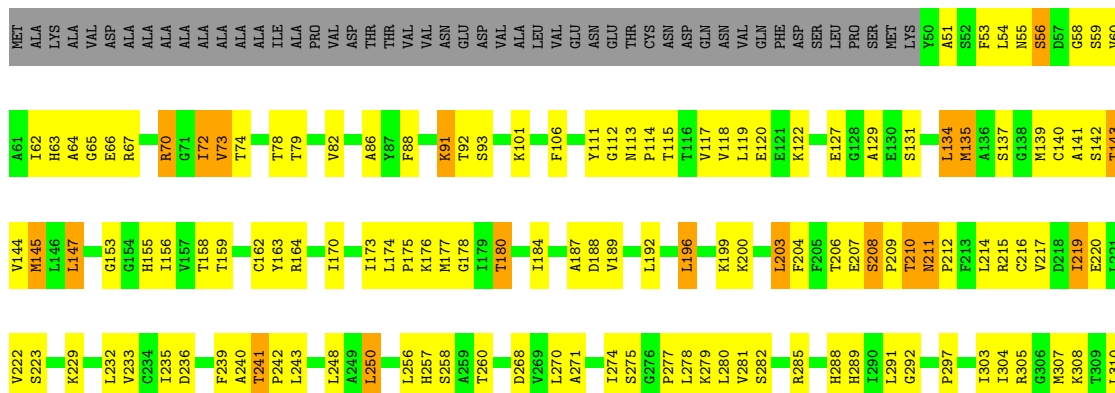 MET ALA LYS ALA VAL ASP ALA ALA ALA ALA ALA ALA ALA ILE ALA PRO VAL ASP THR THR VAL VAL ASN GLU ASP VAL ALA LEU VAL GLU ASN GLU THR CYS ASN ASP GLN ASN VAL GLN PHE ASP SER LEU PRO SER MET LYS Y50 A51 S52 F53 L54 N55 S56 D57 G58 S59 V60
A61 I62 H63 A64 G65 E66 R67 R70 G71 I72 V73 T74 T78 T79 V82 A86 Y87 F88 K91 T92 S93 K101 F106 Y111 G112 N113 P114 T115 T116 V117 V118 L119 E120 E121 K122 E127 G128 A129 E130 S131 L134 M135 A136 S137 G138 M139 C140 A141 S142 T143
V144 M145 L146 L147 G153 G154 H155 I156 V157 T158 T159 C162 Y163 R164 I170 I173 L174 P175 K176 M177 G178 I179 T180 I184 A187 D188 V189 L192 L196 K199 K200 L203 F204 F205 T206 E207 S208 P209 T210 N211 P212 F213 L214 R215 C216 V217 D218 I219 E220 L221
V222 S223 K229 L232 V233 C234 I235 D236 F239 A240 T241 P242 L243 L248 A249 L250 L256 H257 S258 A259 T260 D268 V269 L270 A271 I274 S275 G276 P277 L278 K279 L280 V281 S282 R285 H288 H289 I290 L291 G292 P297 I303 I304 R305 G306 M307 K308 T309 L310